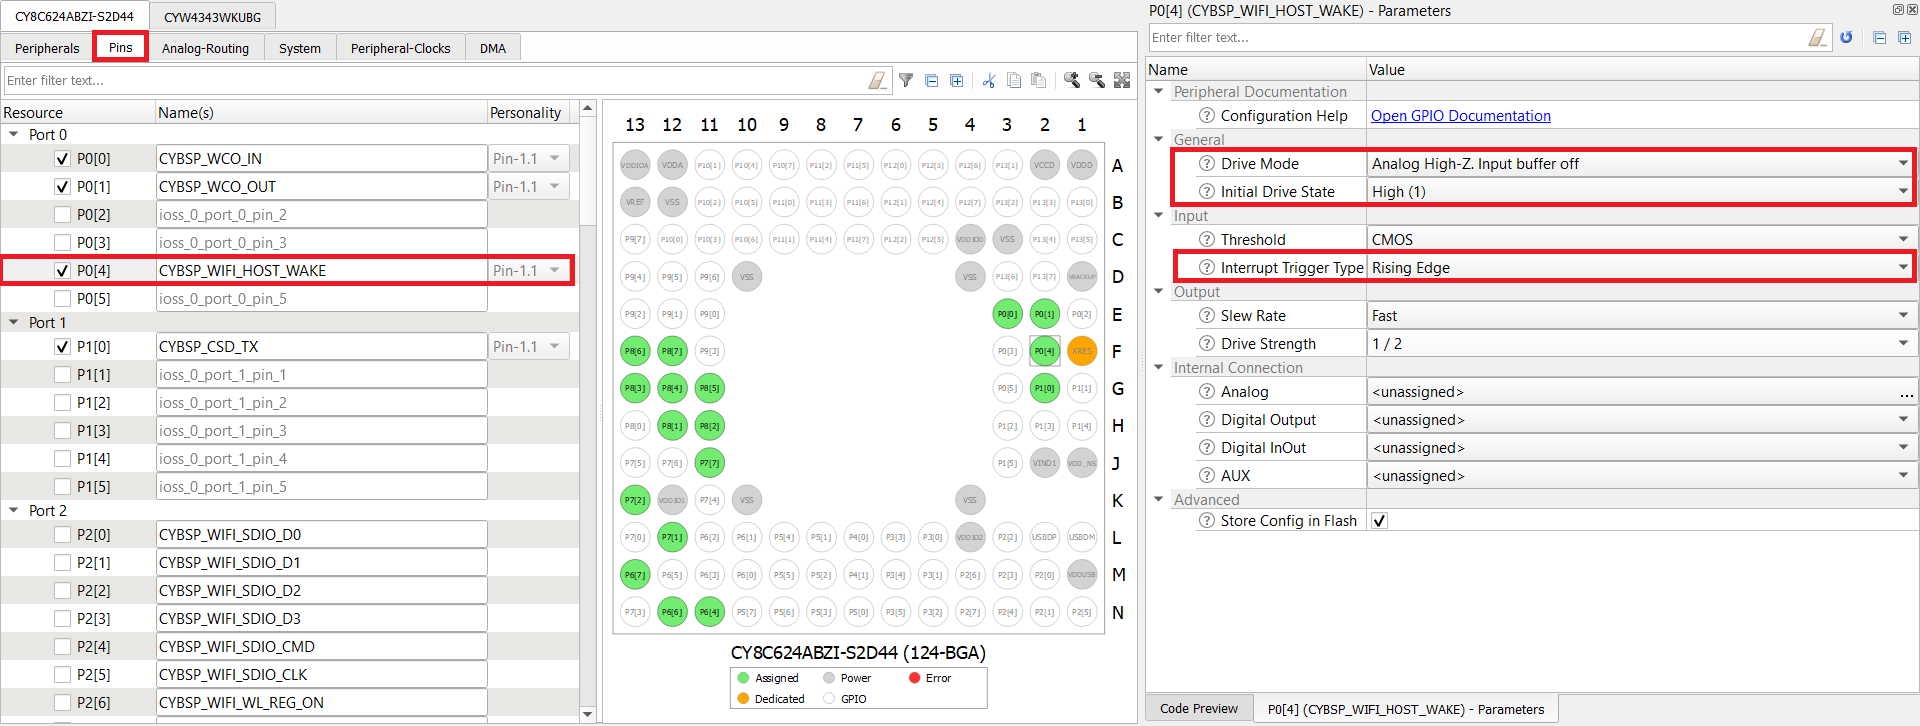 CY8C624ABZI-S2D44 CYW4343WKUBG
Peripherals Pins Analog-Routing System Peripheral-Clocks DMA
Enter filter text...
Resource Name(s) Personality
Port 0
P0[0] CYBSP_WCO_IN Pin-1.1
P0[1] CYBSP_WCO_OUT Pin-1.1
P0[2] ioss_0_port_0_pin_2
P0[3] ioss_0_port_0_pin_3
P0[4] CYBSP_WIFI_HOST_WAKE Pin-1.1
P0[5] ioss_0_port_0_pin_5
Port 1
P1[0] CYBSP_CSD_TX Pin-1.1
P1[1] ioss_0_port_1_pin_1
P1[2] ioss_0_port_1_pin_2
P1[3] ioss_0_port_1_pin_3
P1[4] ioss_0_port_1_pin_4
P1[5] ioss_0_port_1_pin_5
Port 2
P2[0] CYBSP_WIFI_SDIO_D0
P2[1] CYBSP_WIFI_SDIO_D1
P2[2] CYBSP_WIFI_SDIO_D2
P2[3] CYBSP_WIFI_SDIO_D3
P2[4] CYBSP_WIFI_SDIO_CMD
P2[5] CYBSP_WIFI_SDIO_CLK
P2[6] CYBSP_WIFI_WL_REG_ON
13 12 11 10 9 8 7 6 5 4 3 2 1
VDDIOA VDDA P10[1] P10[4] P10[7] P11[2] P11[5] P12[0] P12[3] P12[6] P13[1] VCCD VDDD A
VREF VSS P10[2] P10[5] P11[0] P11[3] P11[6] P12[1] P12[4] P13[2] P13[3] P13[0] B
P9[7] P10[0] P10[3] P10[6] P11[1] P11[4] P11[7] P12[2] P12[5] VDDIO0 VSS P13[4] P13[5] C
P9[4] P9[5] P9[6] VSS VSS P13[6] P13[7] VBACKUP D
P9[2] P9[1] P9[0] P0[0] P0[1] P0[2] E
P8[6] P8[7] P9[3] P0[3] P0[4] XRES F
P8[3] P8[4] P8[5] P0[5] P1[0] P1[1] G
P8[0] P8[1] P8[2] P1[2] P1[3] P1[4] H
P7[5] P7[6] P7[7] P1[5] VIND1 VDD_NS J
P7[2] VDDIO1 P7[4] VSS VSS K
P7[0] P7[1] P6[2] P6[1] P5[4] P5[1] P4[0] P3[3] P3[0] VDDIO2 P2[2] USBDP USBDM L
P6[7] P6[5] P6[3] P6[0] P5[5] P5[2] P4[1] P3[4] P3[1] P2[6] P2[3] P2[0] VDDUSB M
P7[3] P6[6] P6[4] P5[7] P5[6] P5[3] P5[0] P3[5] P3[2] P2[7] P2[4] P2[1] P2[5] N
CY8C624ABZI-S2D44 (124-BGA)
Assigned Power Error
Dedicated GPIO
P0[4] (CYBSP_WIFI_HOST_WAKE) - Parameters
Enter filter text...
Name Value
Peripheral Documentation
Configuration Help Open GPIO Documentation
General
Drive Mode Analog High-Z. Input buffer off
Initial Drive State High (1)
Input
Threshold CMOS
Interrupt Trigger Type Rising Edge
Output
Slew Rate Fast
Drive Strength 1 / 2
Internal Connection
Analog <unassigned> ...
Digital Output <unassigned>
Digital InOut <unassigned>
AUX <unassigned>
Advanced
Store Config in Flash
Code Preview P0[4] (CYBSP_WIFI_HOST_WAKE) - Parameters